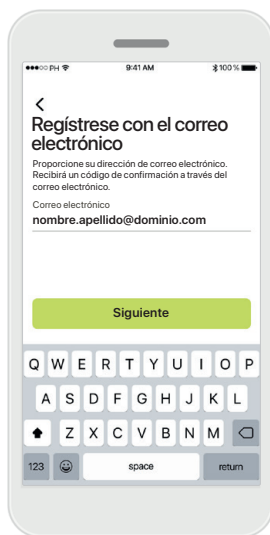 PH 9:41 AM 100%
Regístrese con el correo
electrónico
Proporcione su dirección de correo electrónico.
Recibirá un código de confirmación a través del
correo electrónico.
Correo electrónico
nombre.apellido@dominio.com
Siguiente
Q W E R T Y U I O P
A S D F G H J K L
Z X C V B N M
123 space return